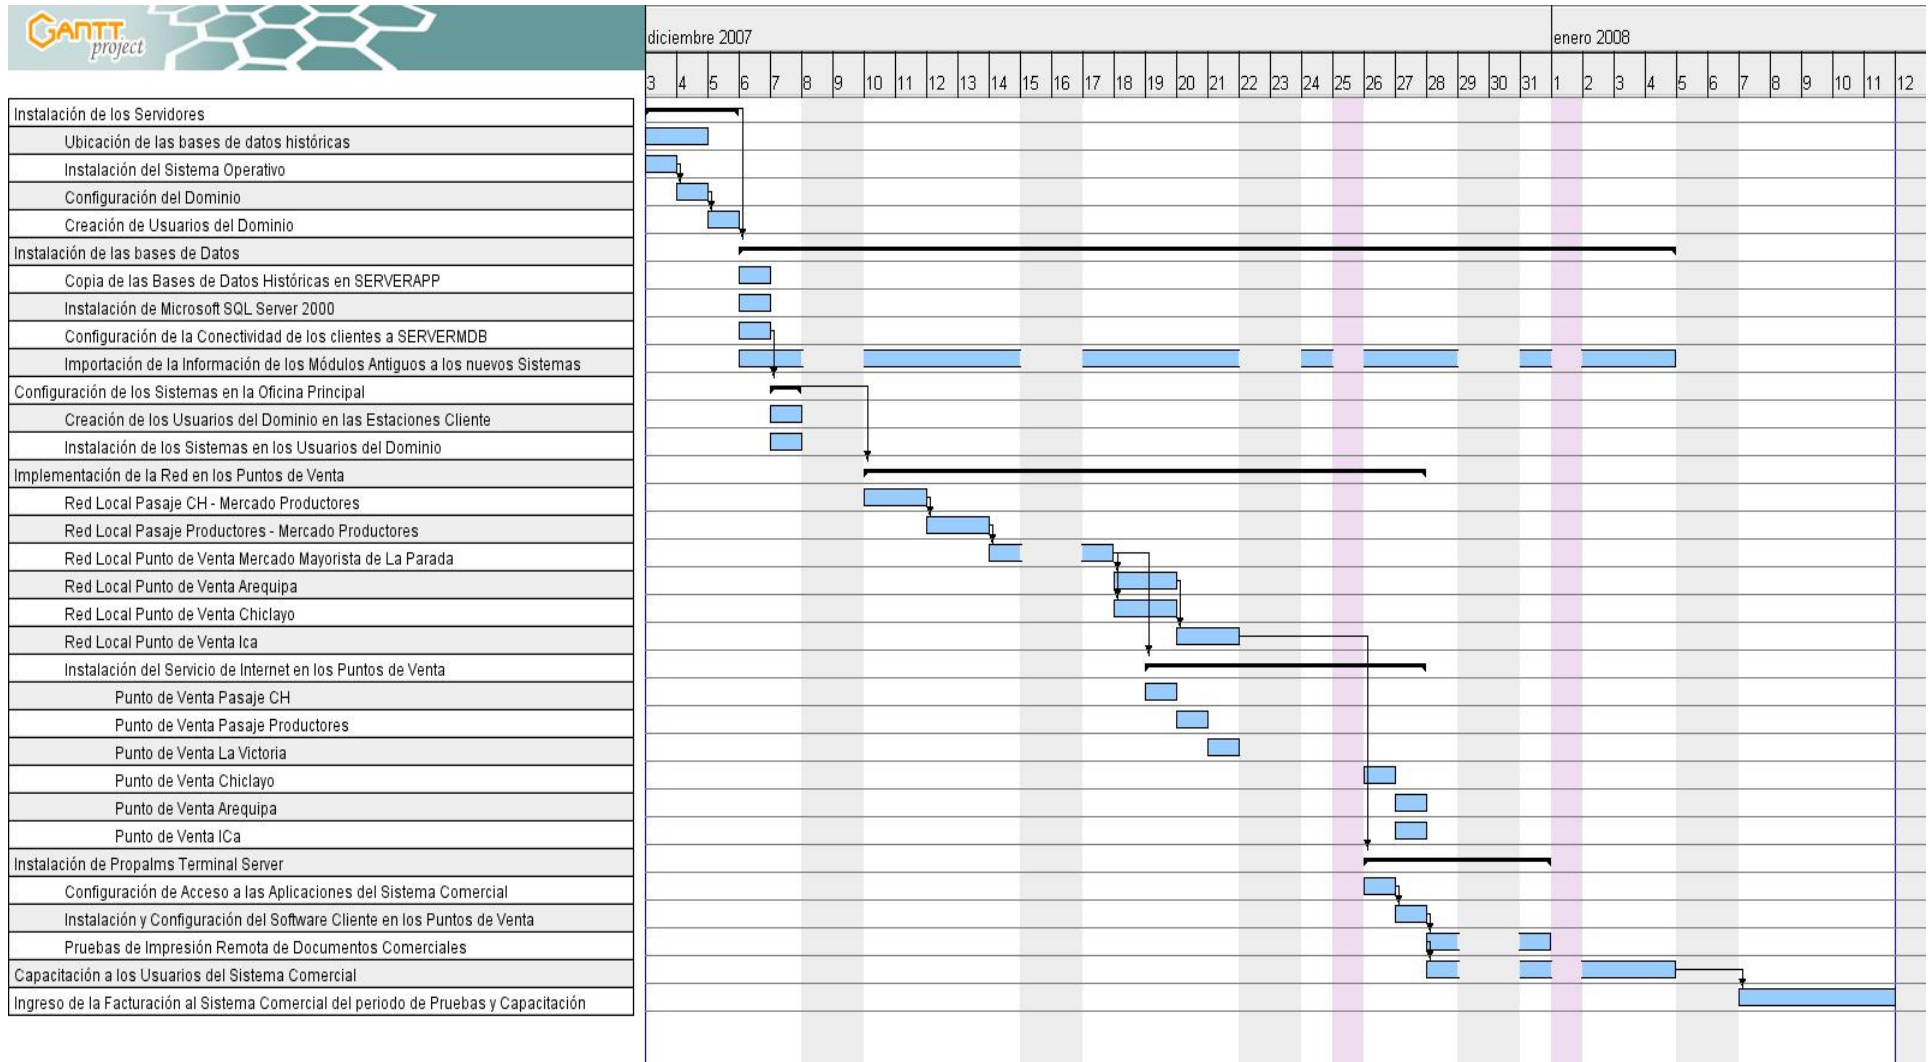 GANTT
project
diciembre 2007
enero 2008
3 4 5 6 7 8 9 10 11 12 13 14 15 16 17 18 19 20 21 22 23 24 25 26 27 28 29 30 31 1 2 3 4 5 6 7 8 9 10 11 12
Instalación de los Servidores
Ubicación de las bases de datos históricas
Instalación del Sistema Operativo
Configuración del Dominio
Creación de Usuarios del Dominio
Instalación de las bases de Datos
Copia de las Bases de Datos Históricas en SERVERAPP
Instalación de Microsoft SQL Server 2000
Configuración de la Conectividad de los clientes a SERVERMDB
Importación de la Información de los Módulos Antiguos a los nuevos Sistemas
Configuración de los Sistemas en la Oficina Principal
Creación de los Usuarios del Dominio en las Estaciones Cliente
Instalación de los Sistemas en los Usuarios del Dominio
Implementación de la Red en los Puntos de Venta
Red Local Pasaje CH - Mercado Productores
Red Local Pasaje Productores - Mercado Productores
Red Local Punto de Venta Mercado Mayorista de La Parada
Red Local Punto de Venta Arequipa
Red Local Punto de Venta Chiclayo
Red Local Punto de Venta Ica
Instalación del Servicio de Internet en los Puntos de Venta
Punto de Venta Pasaje CH
Punto de Venta Pasaje Productores
Punto de Venta La Victoria
Punto de Venta Chiclayo
Punto de Venta Arequipa
Punto de Venta ICa
Instalación de Propalms Terminal Server
Configuración de Acceso a las Aplicaciones del Sistema Comercial
Instalación y Configuración del Software Cliente en los Puntos de Venta
Pruebas de Impresión Remota de Documentos Comerciales
Capacitación a los Usuarios del Sistema Comercial
Ingreso de la Facturación al Sistema Comercial del periodo de Pruebas y Capacitación